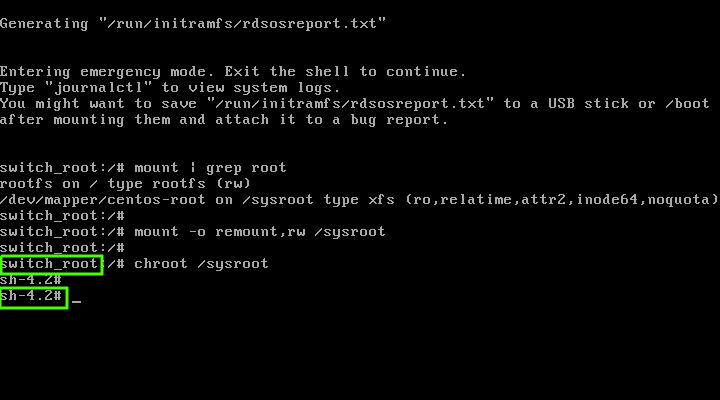 Generating "/run/initramfs/rdsosreport.txt"
Entering emergency mode. Exit the shell to continue.
Type "journalctl" to view system logs.
You might want to save "/run/initramfs/rdsosreport.txt" to a USB stick or /boot
after mounting them and attach it to a bug report.
switch_root:/# mount | grep root
rootfs on / type rootfs (rw)
/dev/mapper/centos-root on /sysroot type xfs (ro,relatime,attr2,inode64,noquota)
switch_root:/#
switch_root:/# mount -o remount,rw /sysroot
switch_root:/#
switch_root:/# chroot /sysroot
sh-4.2#
sh-4.2# _